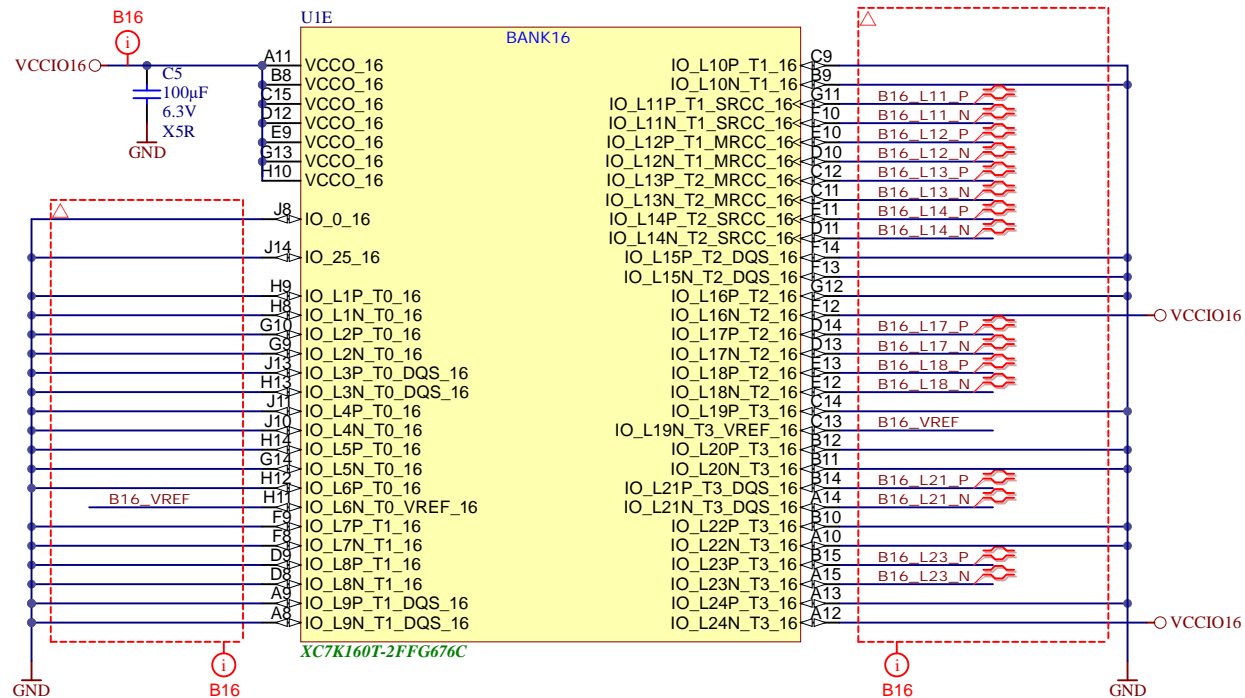 B16
i
U1E
BANK16
VCCIO16
C5
100µF
6.3V
X5R
GND
A11 VCCO_16
B8 VCCO_16
C15 VCCO_16
D12 VCCO_16
E9 VCCO_16
G13 VCCO_16
H10 VCCO_16
J8 IO_0_16
J14 IO_25_16
H9 IO_L1P_T0_16
H8 IO_L1N_T0_16
G10 IO_L2P_T0_16
G9 IO_L2N_T0_16
J13 IO_L3P_T0_DQS_16
H13 IO_L3N_T0_DQS_16
J11 IO_L4P_T0_16
J10 IO_L4N_T0_16
H14 IO_L5P_T0_16
G14 IO_L5N_T0_16
H12 IO_L6P_T0_16
B16_VREF H11 IO_L6N_T0_VREF_16
F9 IO_L7P_T1_16
F8 IO_L7N_T1_16
D9 IO_L8P_T1_16
D8 IO_L8N_T1_16
A9 IO_L9P_T1_DQS_16
A8 IO_L9N_T1_DQS_16
IO_L10P_T1_16 C9
IO_L10N_T1_16 B9
IO_L11P_T1_SRCC_16 G11 B16_L11_P
IO_L11N_T1_SRCC_16 F10 B16_L11_N
IO_L12P_T1_MRCC_16 E10 B16_L12_P
IO_L12N_T1_MRCC_16 D10 B16_L12_N
IO_L13P_T2_MRCC_16 C12 B16_L13_P
IO_L13N_T2_MRCC_16 C11 B16_L13_N
IO_L14P_T2_SRCC_16 E11 B16_L14_P
IO_L14N_T2_SRCC_16 D11 B16_L14_N
IO_L15P_T2_DQS_16 F14
IO_L15N_T2_DQS_16 F13
IO_L16P_T2_16 G12
IO_L16N_T2_16 F12 VCCIO16
IO_L17P_T2_16 D14 B16_L17_P
IO_L17N_T2_16 D13 B16_L17_N
IO_L18P_T2_16 E13 B16_L18_P
IO_L18N_T2_16 E12 B16_L18_N
IO_L19P_T3_16 C14
IO_L19N_T3_VREF_16 C13 B16_VREF
IO_L20P_T3_16 B12
IO_L20N_T3_16 B11
IO_L21P_T3_DQS_16 B14 B16_L21_P
IO_L21N_T3_DQS_16 A14 B16_L21_N
IO_L22P_T3_16 B10
IO_L22N_T3_16 A10
IO_L23P_T3_16 B15 B16_L23_P
IO_L23N_T3_16 A15 B16_L23_N
IO_L24P_T3_16 A13
IO_L24N_T3_16 A12 VCCIO16
XC7K160T-2FFG676C
GND
i
B16
i
B16
GND